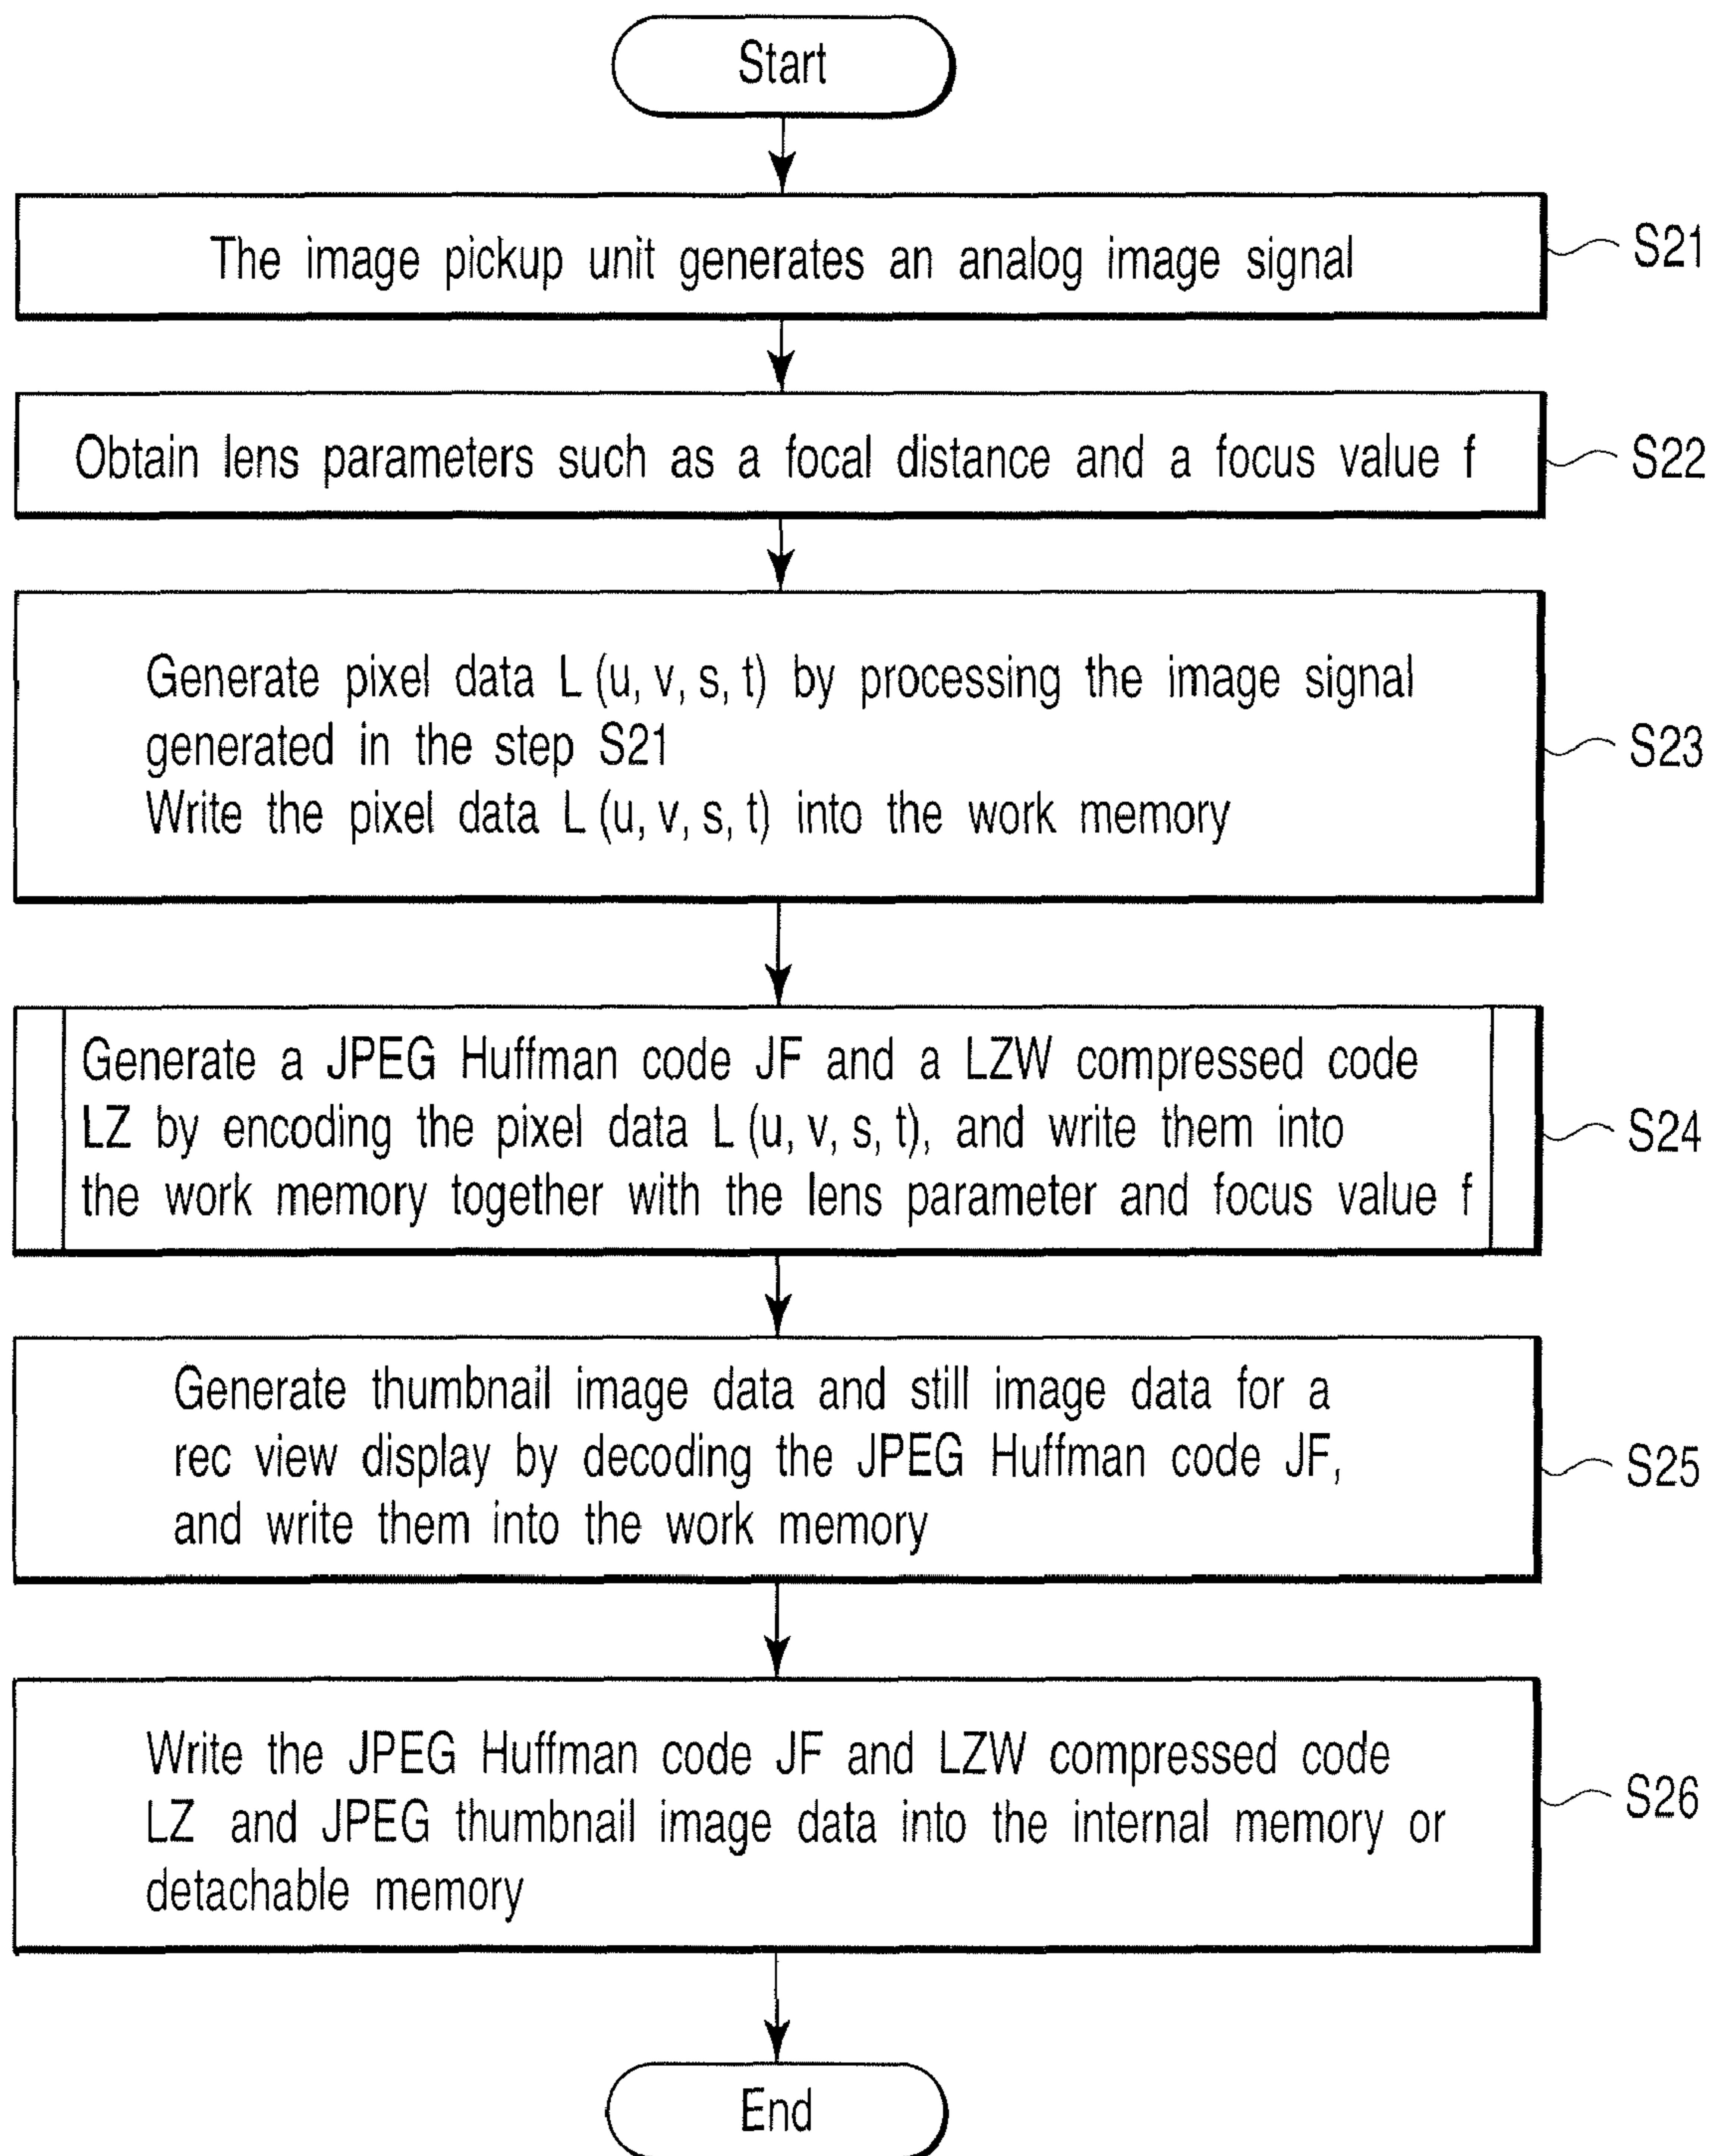 Start
The image pickup unit generates an analog image signal
S21
Obtain lens parameters such as a focal distance and a focus value f
S22
Generate pixel data L (u, v, s, t) by processing the image signal
generated in the step S21
Write the pixel data L (u, v, s, t) into the work memory
S23
Generate a JPEG Huffman code JF and a LZW compressed code
LZ by encoding the pixel data L (u, v, s, t), and write them into
the work memory together with the lens parameter and focus value f
S24
Generate thumbnail image data and still image data for a
rec view display by decoding the JPEG Huffman code JF,
and write them into the work memory
S25
Write the JPEG Huffman code JF and LZW compressed code
LZ and JPEG thumbnail image data into the internal memory or
detachable memory
S26
End